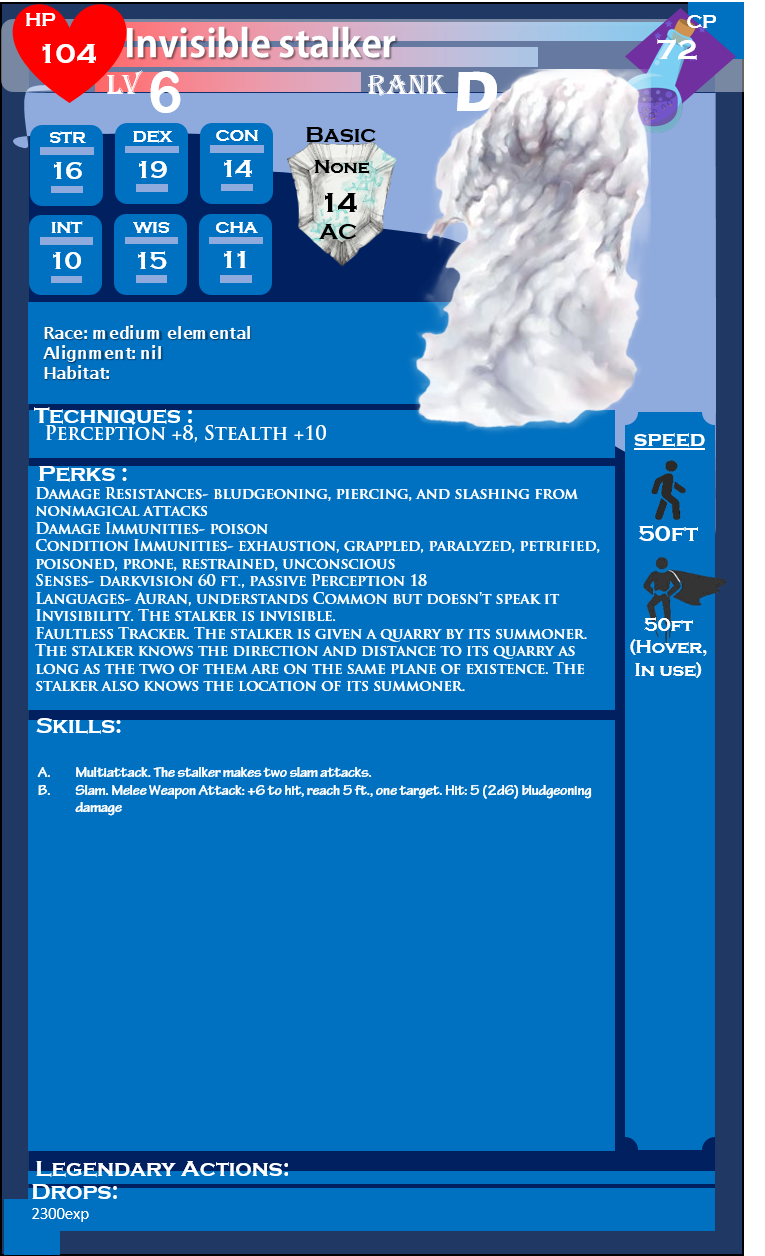 HP
104
Invisible stalker
CP
72
LV 6
RANK D
STR
16
DEX
19
CON
14
INT
10
WIS
15
CHA
11
BASIC
NONE
14
AC
Race: medium elemental
Alignment: nil
Habitat:
TECHNIQUES :
PERCEPTION +8, STEALTH +10
PERKS :
DAMAGE RESISTANCES- BLUDGEONING, PIERCING, AND SLASHING FROM
NONMAGICAL ATTACKS
DAMAGE IMMUNITIES- POISON
CONDITION IMMUNITIES- EXHAUSTION, GRAPPLED, PARALYZED, PETRIFIED,
POISONED, PRONE, RESTRAINED, UNCONSCIOUS
SENSES- DARKVISION 60 FT., PASSIVE PERCEPTION 18
LANGUAGES- AURAN, UNDERSTANDS COMMON BUT DOESN'T SPEAK IT
INVISIBILITY. THE STALKER IS INVISIBLE.
FAULTLESS TRACKER. THE STALKER IS GIVEN A QUARRY BY ITS SUMMONER.
THE STALKER KNOWS THE DIRECTION AND DISTANCE TO ITS QUARRY AS
LONG AS THE TWO OF THEM ARE ON THE SAME PLANE OF EXISTENCE. THE
STALKER ALSO KNOWS THE LOCATION OF ITS SUMMONER.
SPEED
50FT
50FT
(HOVER,
IN USE)
SKILLS:
A. Multiattack. The stalker makes two slam attacks.
B. Slam. Melee Weapon Attack: +6 to hit, reach 5 ft., one target. Hit: 5 (2d6) bludgeoning
damage
LEGENDARY ACTIONS:
DROPS:
2300exp